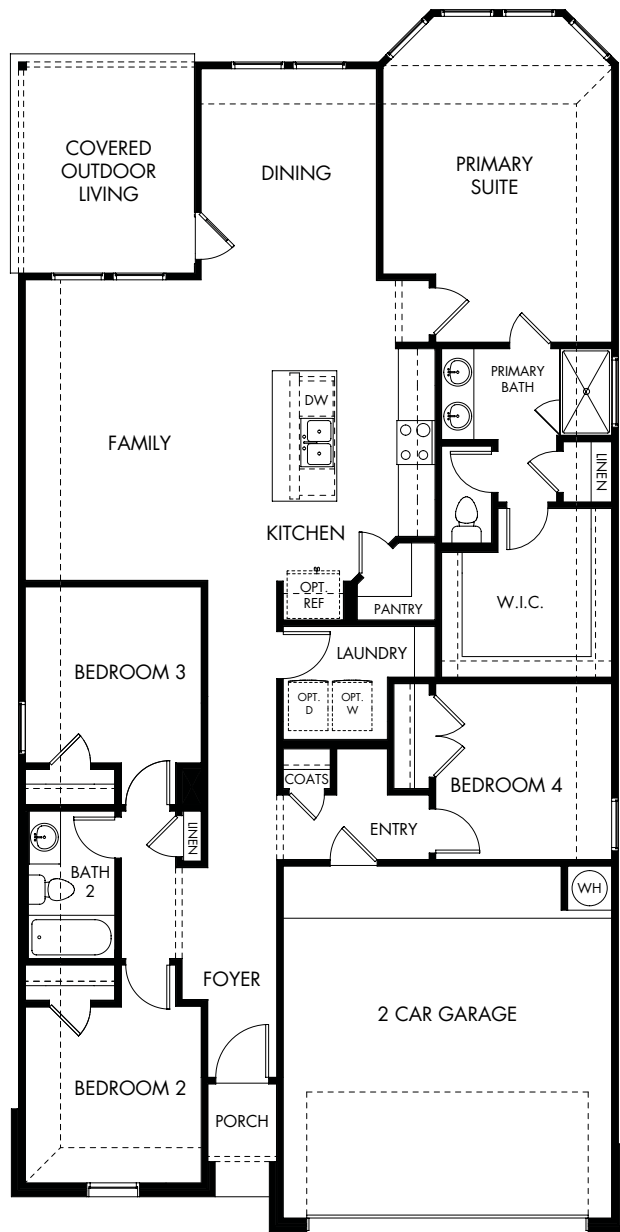 COVERED
OUTDOOR
LIVING
DINING
PRIMARY
SUITE
PRIMARY
BATH
DW
FAMILY
LINEN
KITCHEN
OPT.
REF
PANTRY
W.I.C.
LAUNDRY
BEDROOM 3
OPT.
D
OPT.
W
COATS
BEDROOM 4
ENTRY
LINEN
BATH
2
WH
FOYER
2 CAR GARAGE
BEDROOM 2
PORCH